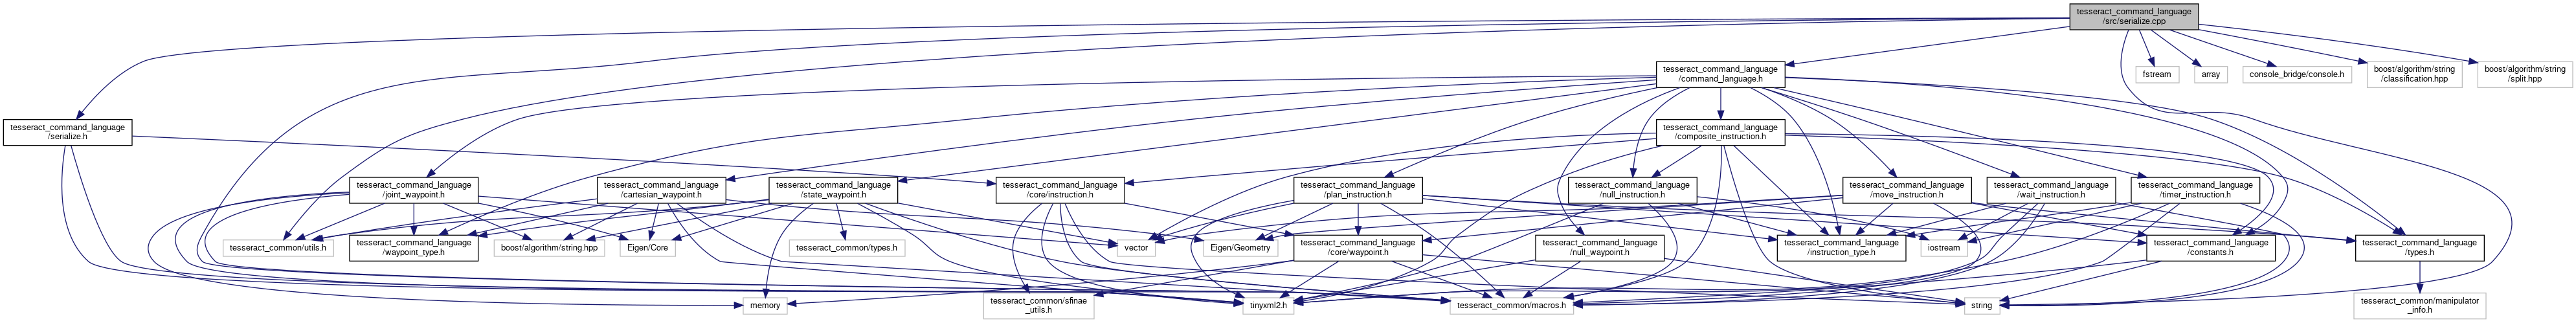 tesseract_command_language
/src/serialize.cpp
tesseract_command_language
/command_language.h
fstream
array
console_bridge/console.h
boost/algorithm/string
/classification.hpp
boost/algorithm/string
/split.hpp
tesseract_command_language
/serialize.h
tesseract_command_language
/composite_instruction.h
tesseract_command_language
/joint_waypoint.h
tesseract_command_language
/cartesian_waypoint.h
tesseract_command_language
/state_waypoint.h
tesseract_command_language
/core/instruction.h
tesseract_command_language
/plan_instruction.h
tesseract_command_language
/null_instruction.h
tesseract_command_language
/move_instruction.h
tesseract_command_language
/wait_instruction.h
tesseract_command_language
/timer_instruction.h
tesseract_common/utils.h
tesseract_command_language
/waypoint_type.h
boost/algorithm/string.hpp
Eigen/Core
tesseract_common/types.h
vector
Eigen/Geometry
tesseract_command_language
/core/waypoint.h
tesseract_command_language
/null_waypoint.h
tesseract_command_language
/instruction_type.h
iostream
tesseract_command_language
/constants.h
tesseract_command_language
/types.h
memory
tesseract_common/sfinae
_utils.h
tinyxml2.h
tesseract_common/macros.h
string
tesseract_common/manipulator
_info.h